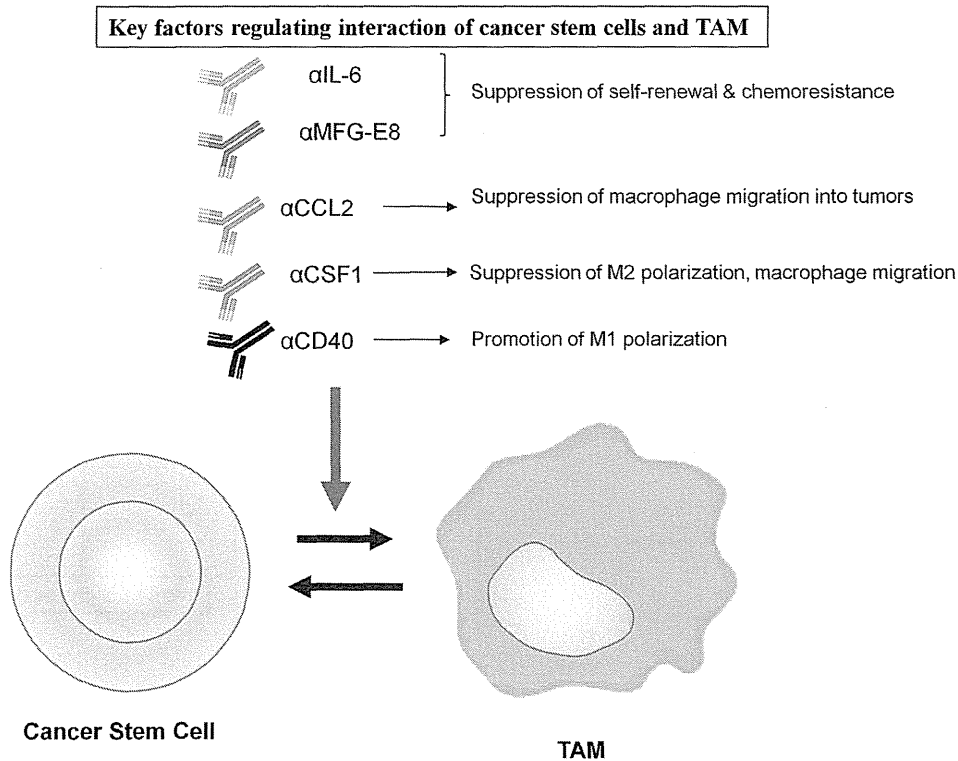 Key factors regulating interaction of cancer stem cells and TAM
αIL-6
αMFG-E8
Suppression of self-renewal & chemoresistance
αCCL2
Suppression of macrophage migration into tumors
αCSF1
Suppression of M2 polarization, macrophage migration
αCD40
Promotion of M1 polarization
Cancer Stem Cell
TAM